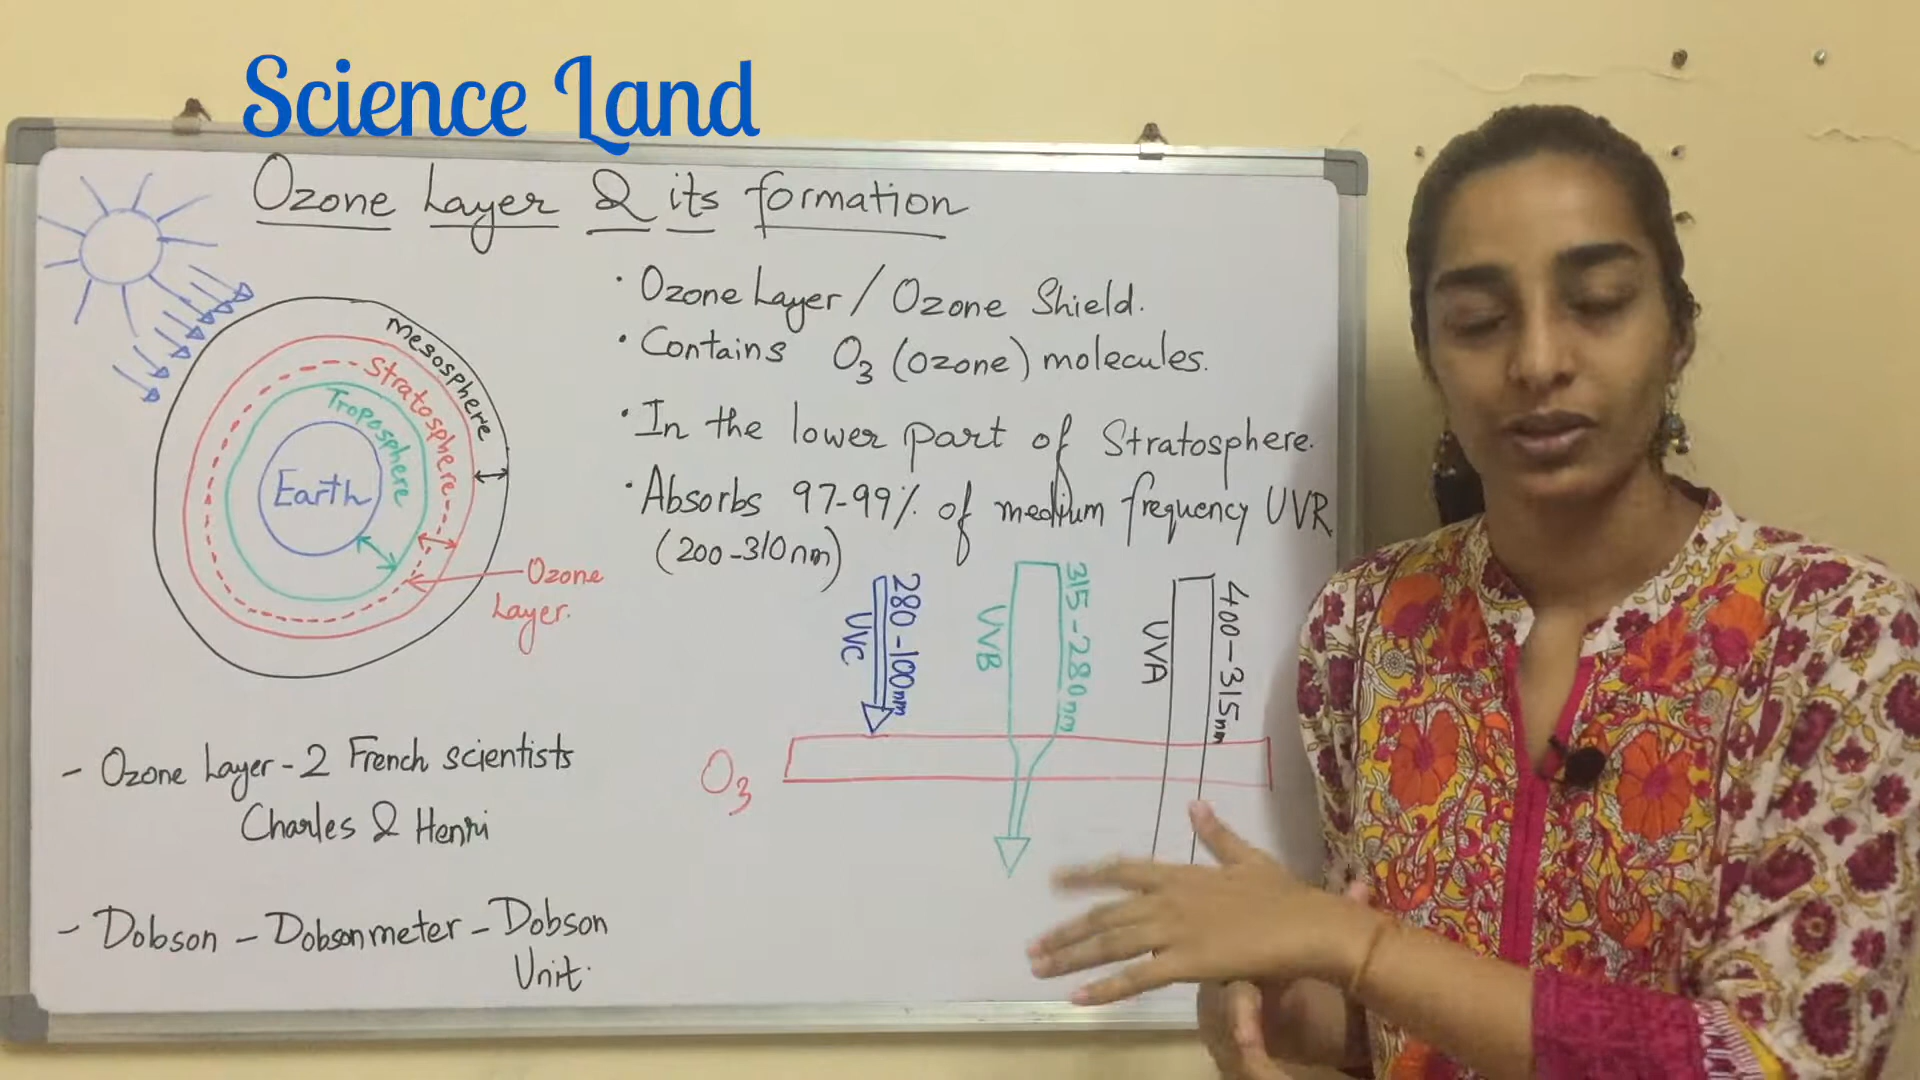 Science Land
Ozone Layer & its formation
mesosphere
Stratosphere
Troposphere
Earth
Ozone
Layer.
· Ozone Layer / Ozone Shield.
· Contains O₃ (Ozone) molecules.
· In the lower part of Stratosphere.
· Absorbs 97-99% of medium frequency UVR
(200-310nm)
280-100nm
UVC
315-280nm
UVB
400-315nm
UVA
O₃
- Ozone Layer - 2 French scientists
Charles & Henri
- Dobson - Dobsonmeter - Dobson
Unit.